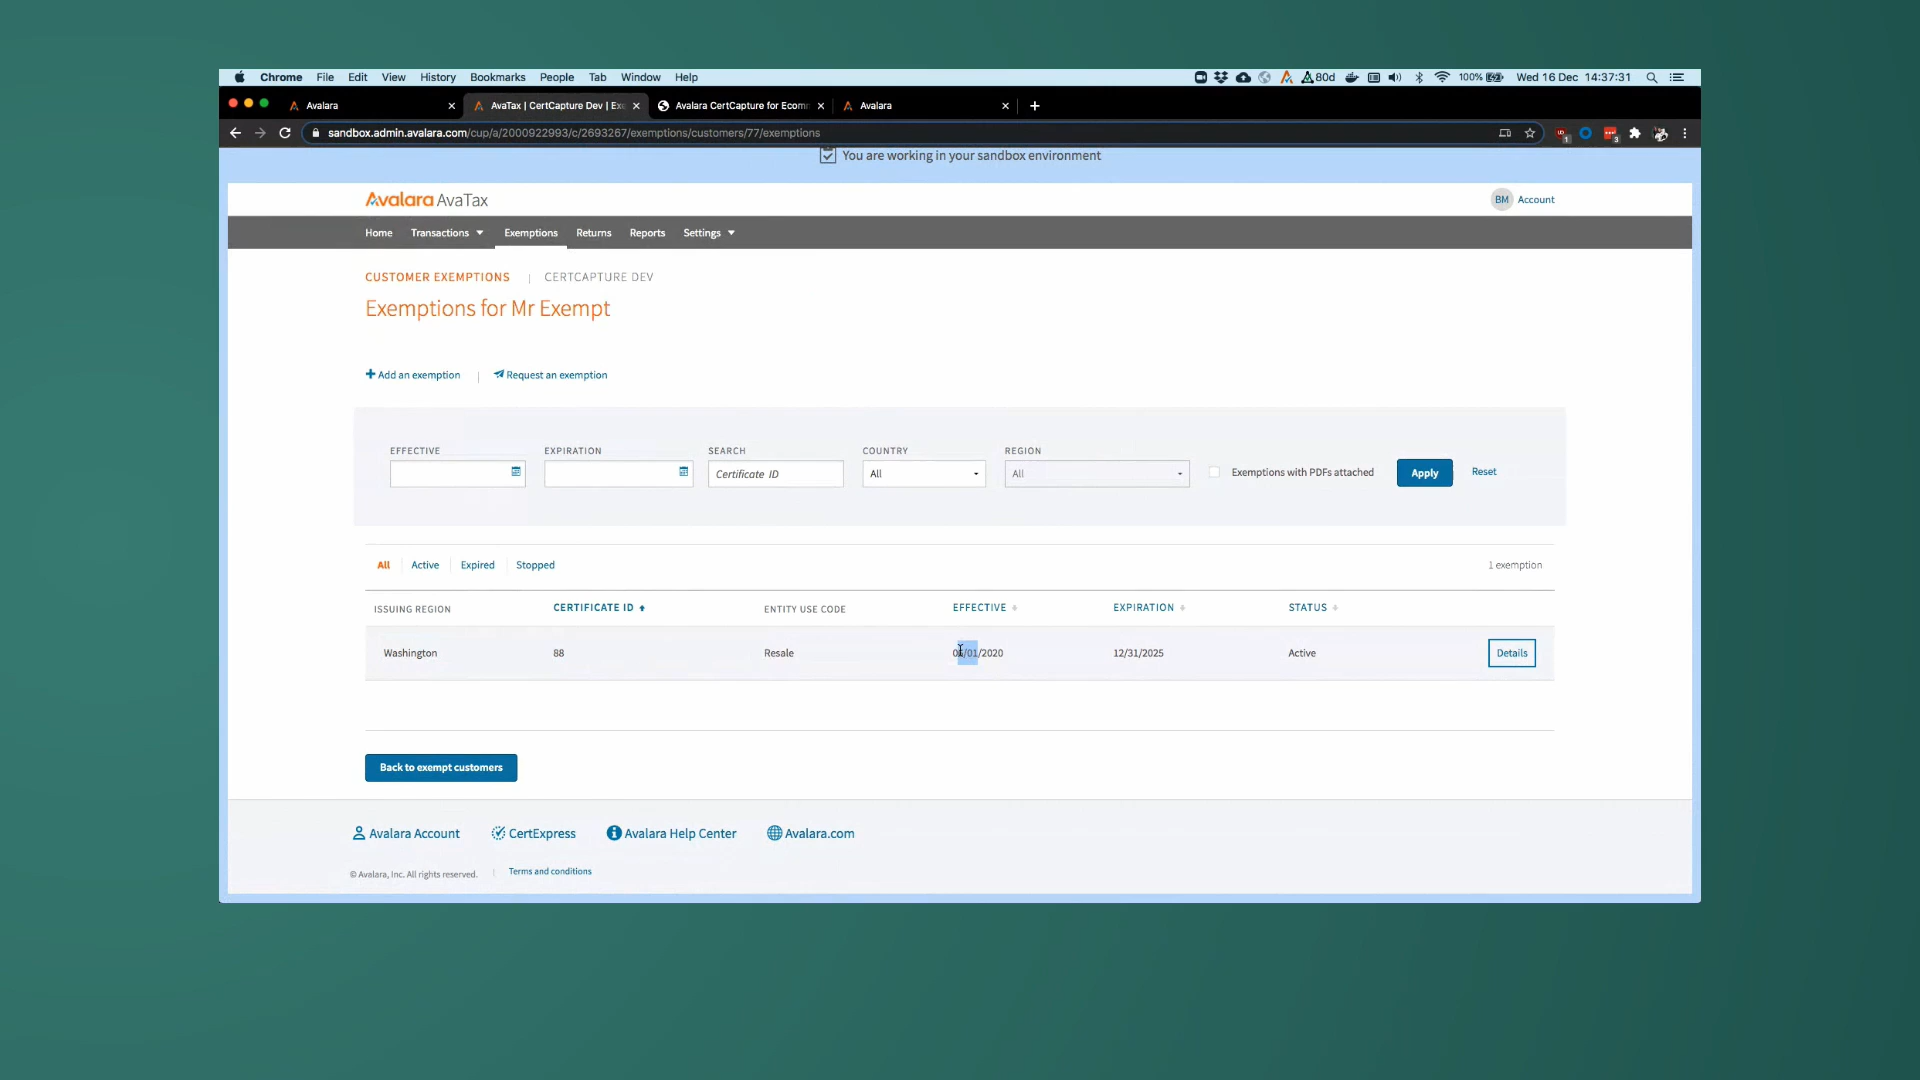 Chrome File Edit View History Bookmarks People Tab Window Help 80d 100% Wed 16 Dec 14:37:31
Avalara AvaTax | CertCapture Dev | Ex Avalara CertCapture for Ecom Avalara
sandbox.admin.avalara.com/cup/a/2000922993/c/2693267/exemptions/customers/77/exemptions
You are working in your sandbox environment
Avalara AvaTax BM Account
Home Transactions Exemptions Returns Reports Settings
CUSTOMER EXEMPTIONS | CERTCAPTURE DEV
Exemptions for Mr Exempt
Add an exemption | Request an exemption
EFFECTIVE EXPIRATION SEARCH COUNTRY REGION
Certificate ID All All Exemptions with PDFs attached Apply Reset
All Active Expired Stopped 1 exemption
ISSUING REGION CERTIFICATE ID ENTITY USE CODE EFFECTIVE EXPIRATION STATUS
Washington 88 Resale /01/2020 12/31/2025 Active Details
Back to exempt customers
Avalara Account CertExpress Avalara Help Center Avalara.com
© Avalara, Inc. All rights reserved. | Terms and conditions